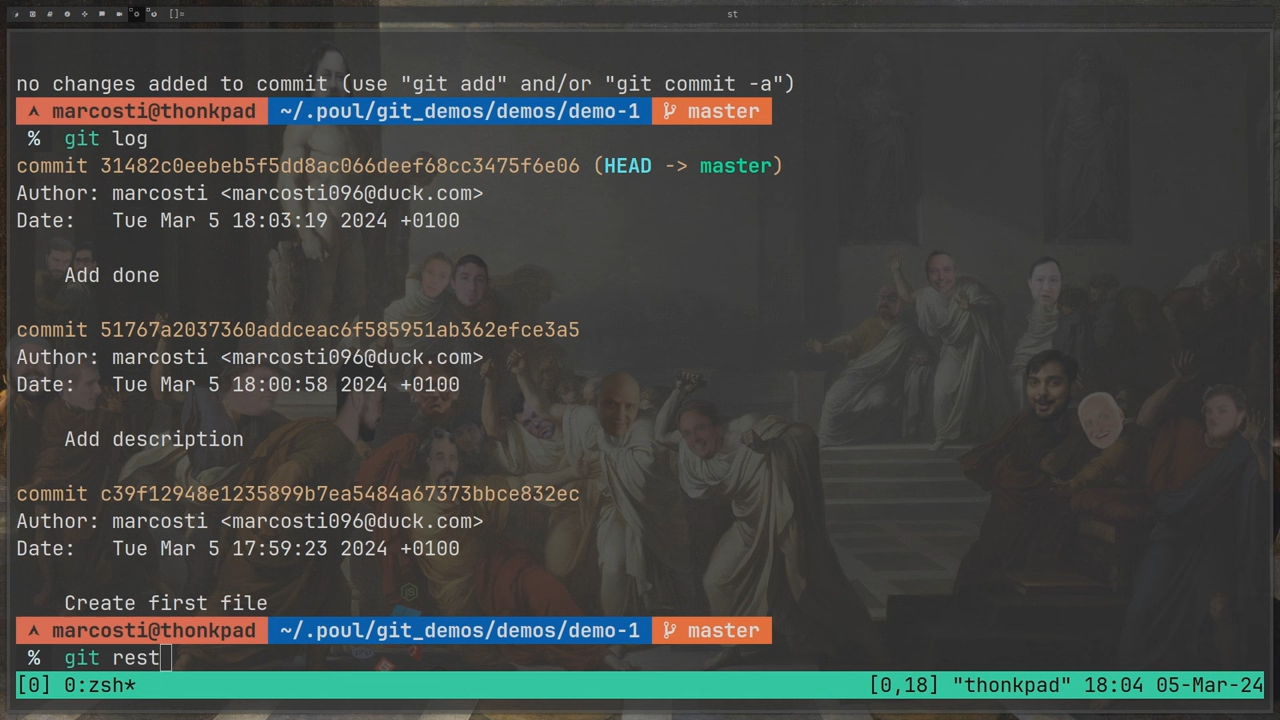 []=
st
no changes added to commit (use "git add" and/or "git commit -a")
marcosti@thonkpad ~/.poul/git_demos/demos/demo-1 master
% git log
commit 31482c0eebeb5f5dd8ac066deef68cc3475f6e06 (HEAD -> master)
Author: marcosti <marcosti096@duck.com>
Date:   Tue Mar 5 18:03:19 2024 +0100
Add done
commit 51767a2037360addceac6f585951ab362efce3a5
Author: marcosti <marcosti096@duck.com>
Date:   Tue Mar 5 18:00:58 2024 +0100
Add description
commit c39f12948e1235899b7ea5484a67373bbce832ec
Author: marcosti <marcosti096@duck.com>
Date:   Tue Mar 5 17:59:23 2024 +0100
Create first file
marcosti@thonkpad ~/.poul/git_demos/demos/demo-1 master
% git rest
[0] 0:zsh* [0,18] "thonkpad" 18:04 05-Mar-24